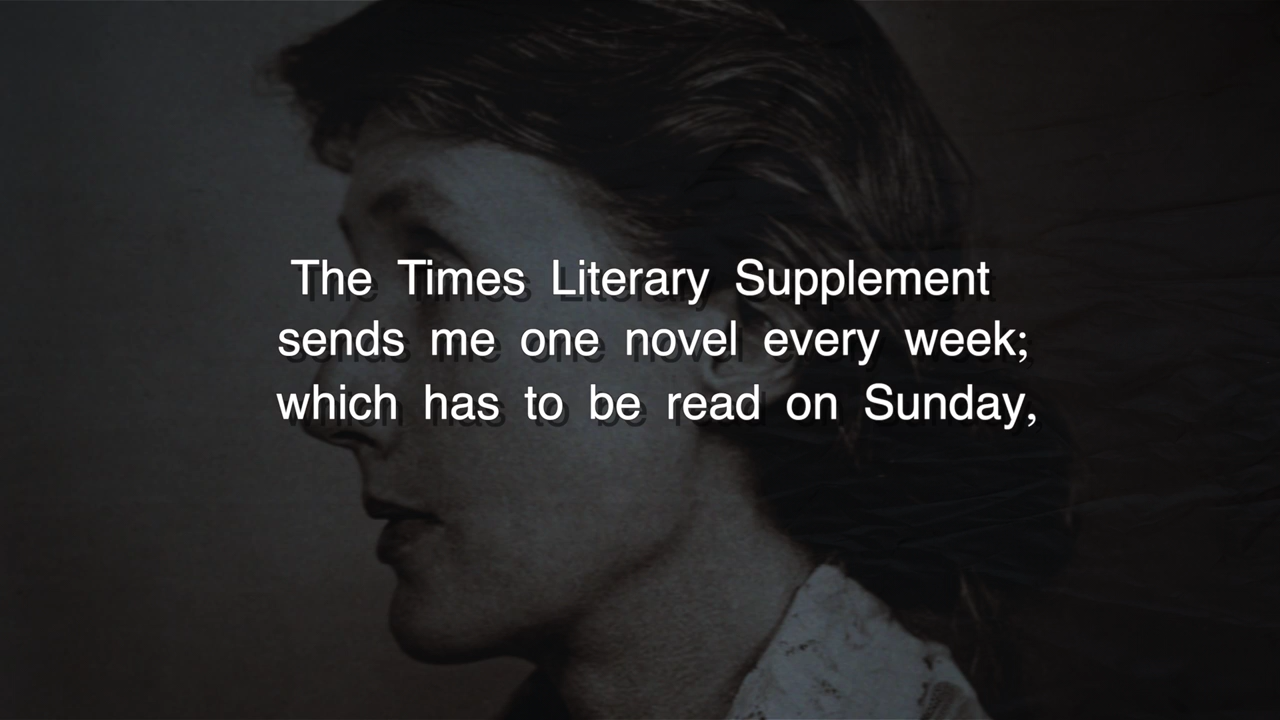 The Times Literary Supplement
sends me one novel every week;
which has to be read on Sunday,